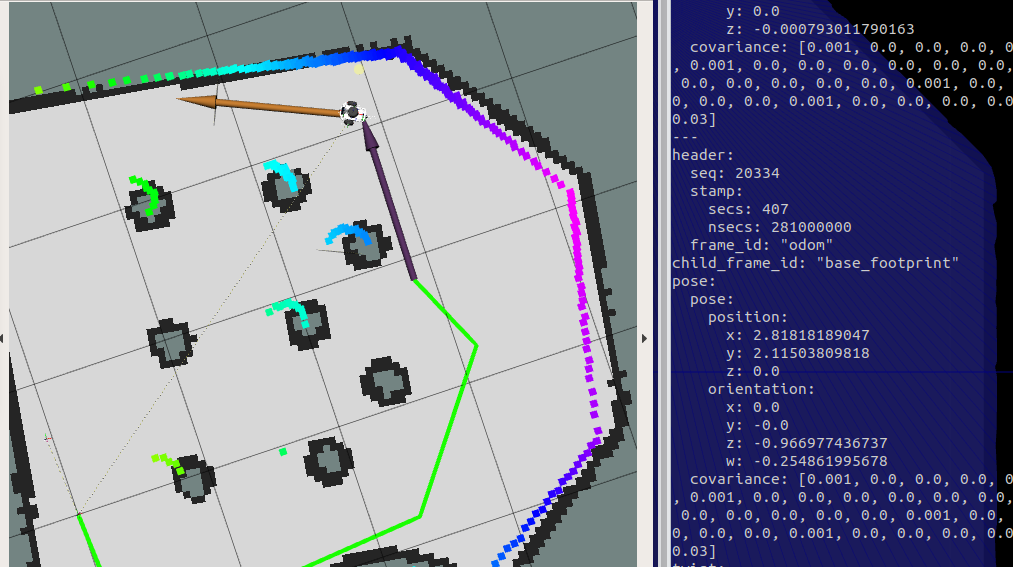 y: 0.0
z: -0.000793011790163
covariance: [0.001, 0.0, 0.0, 0.0, 0
, 0.001, 0.0, 0.0, 0.0, 0.0, 0.0, 0.
0.0, 0.0, 0.0, 0.0, 0.001, 0.0, 0.
0, 0.0, 0.0, 0.001, 0.0, 0.0, 0.0, 0
0.03]
---
header:
seq: 20334
stamp:
secs: 407
nsecs: 281000000
frame_id: "odom"
child_frame_id: "base_footprint"
pose:
pose:
position:
x: 2.81818189047
y: 2.11503809818
z: 0.0
orientation:
x: 0.0
y: -0.0
z: -0.966977436737
w: -0.254861995678
covariance: [0.001, 0.0, 0.0, 0.0, 0
, 0.001, 0.0, 0.0, 0.0, 0.0, 0.0, 0.
0.0, 0.0, 0.0, 0.0, 0.001, 0.0, 0.
0, 0.0, 0.0, 0.001, 0.0, 0.0, 0.0, 0
0.03]
twist: